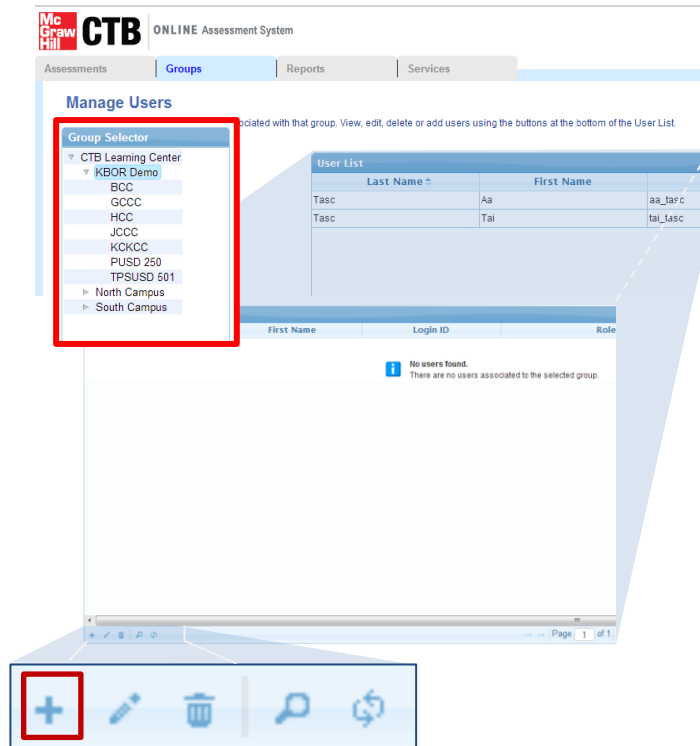 Mc
Graw
Hill
CTB ONLINE Assessment System
Assessments Groups Reports Services
Manage Users
ociated with that group. View, edit, delete or add users using the buttons at the bottom of the User List.
Group Selector
CTB Learning Center
KBOR Demo
BCC
GCCC
HCC
JCCC
KCKCC
PUSD 250
TPSUSD 501
North Campus
South Campus
User List
Last Name First Name
Tasc Aa aa_tasc
Tasc Tai tai_tasc
First Name Login ID Role
No users found.
There are no users associated to the selected group.
Page 1 of 1